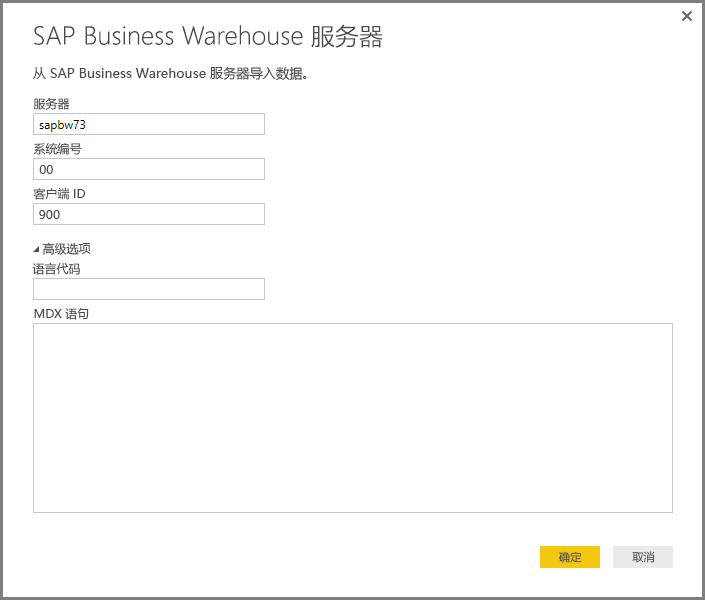 SAP Business Warehouse 服务器
从 SAP Business Warehouse 服务器导入数据。
服务器
sapbw73
系统编号
00
客户端 ID
900
高级选项
语言代码
MDX 语句
确定 取消